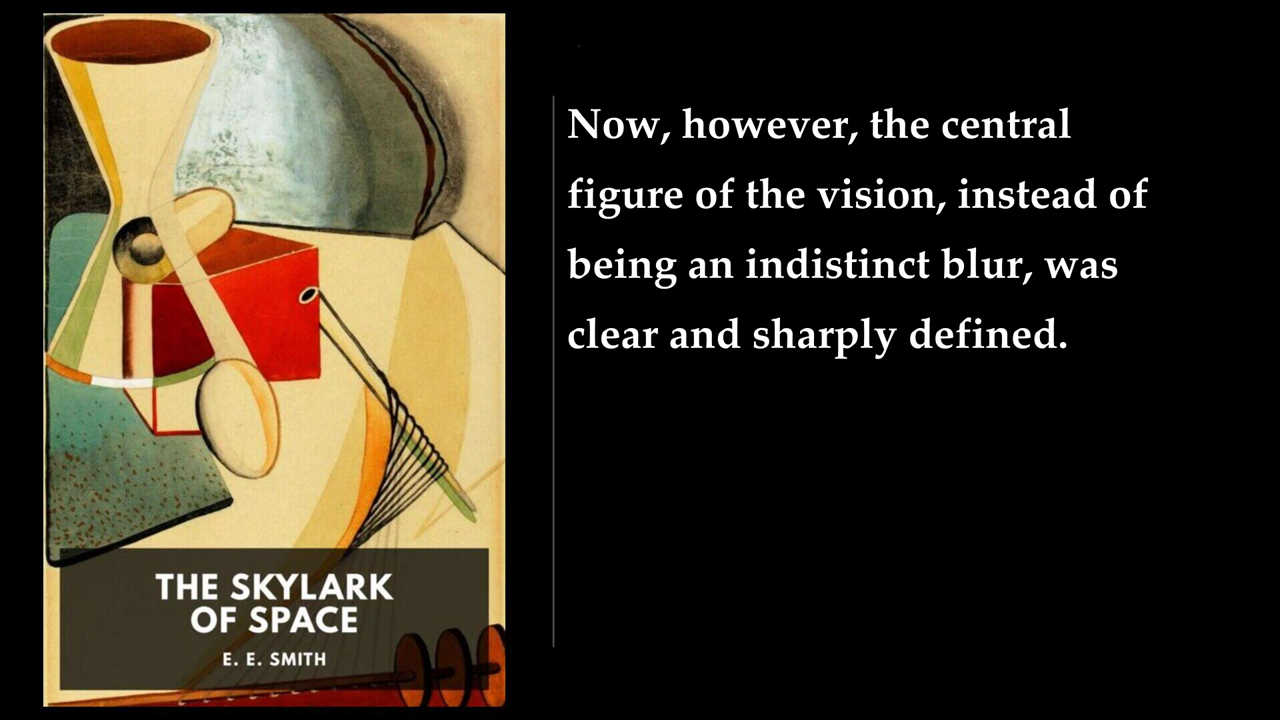 THE SKYLARK
OF SPACE
E. E. SMITH
Now, however, the central
figure of the vision, instead of
being an indistinct blur, was
clear and sharply defined.